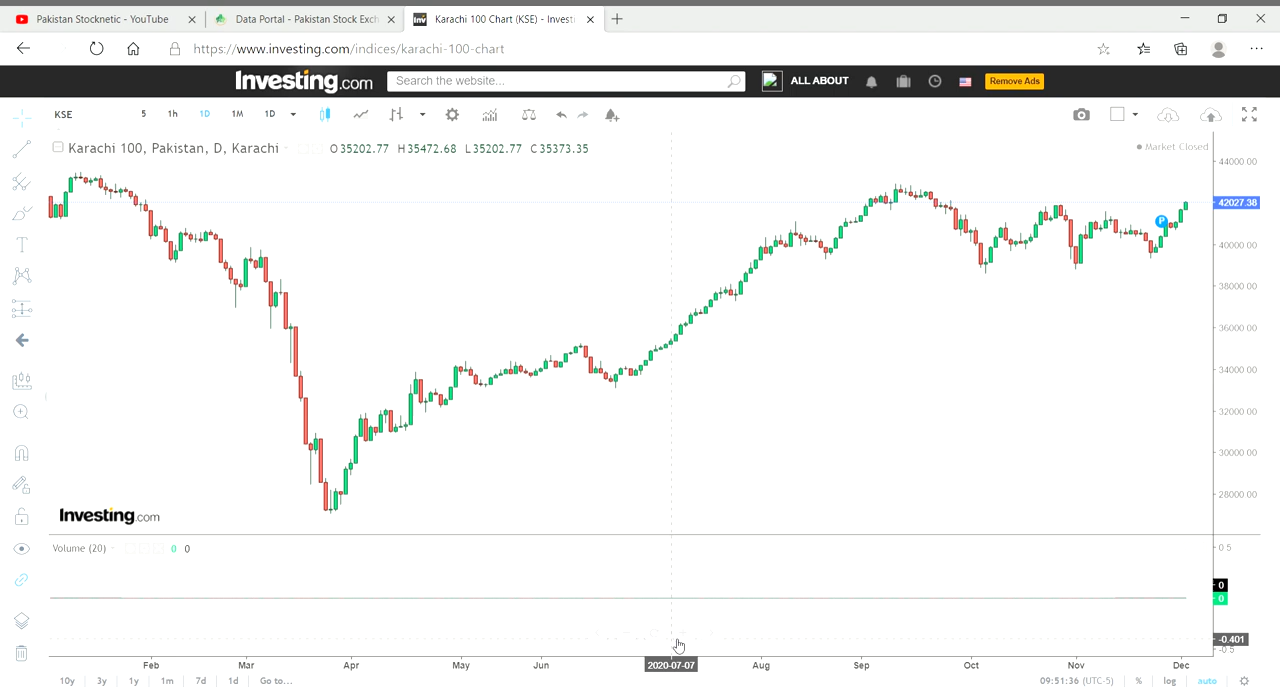 Pakistan Stocknetic - YouTube
Data Portal - Pakistan Stock Exch
Karachi 100 Chart (KSE) - Investi
https://www.investing.com/indices/karachi-100-chart
Investing.com
Search the website...
ALL ABOUT
Remove Ads
KSE 5 1h 1D 1M 1D
Karachi 100, Pakistan, D, Karachi O35202.77 H35472.68 L35202.77 C35373.35
Market Closed
44000.00
42027.38
P
40000.00
38000.00
36000.00
34000.00
32000.00
30000.00
28000.00
Investing.com
Volume (20) 0 0
0.5
0
0
-0.401
-0.5
Feb Mar Apr May Jun 2020-07-07 Aug Sep Oct Nov Dec
10y 3y 1y 1m 7d 1d Go to... 09:51:36 (UTC-5) % log auto